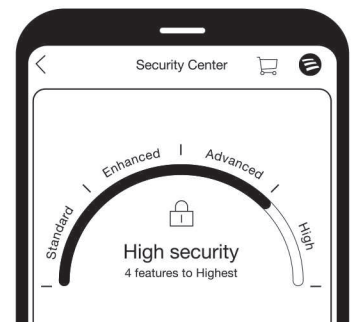 Security Center
Standard
Enhanced
Advanced
High
High security
4 features to Highest